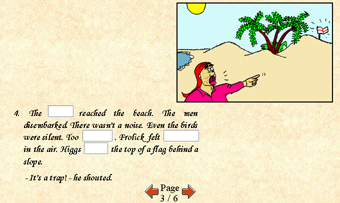 4. The reached the beach. The men
disembarked. There wasn't a noise. Even the birds
were silent. Too . Frolick felt
in the air. Higgs the top of a flag behind a
slope.
- It's a trap! - he shouted.
Page
3 / 6